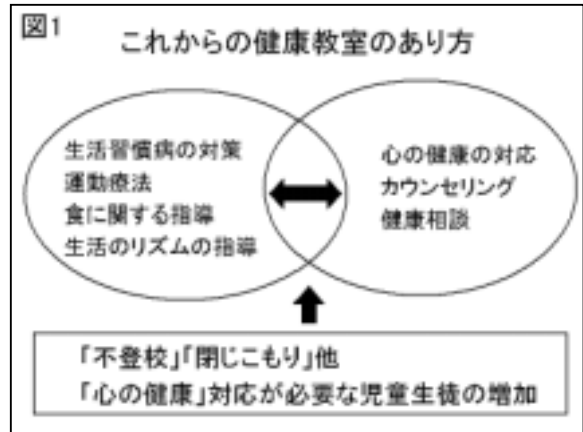 図1
これからの健康教室のあり方
生活習慣病の対策
運動療法
食に関する指導
生活のリズムの指導
心の健康の対応
カウンセリング
健康相談
「不登校」「閉じこもり」他
「心の健康」対応が必要な児童生徒の増加